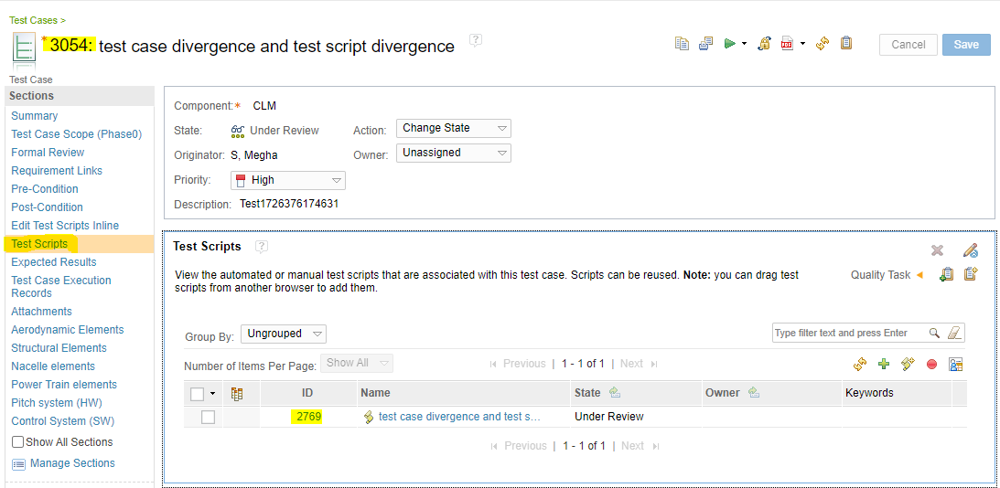 Test Cases >
* 3054: test case divergence and test script divergence ?
Cancel Save
Test Case
Sections
Summary
Test Case Scope (Phase0)
Formal Review
Requirement Links
Pre-Condition
Post-Condition
Edit Test Scripts Inline
Test Scripts
Expected Results
Test Case Execution
Records
Attachments
Aerodynamic Elements
Structural Elements
Nacelle elements
Power Train elements
Pitch system (HW)
Control System (SW)
Show All Sections
Manage Sections
Component:* CLM
State: Under Review Action: Change State
Originator: S, Megha Owner: Unassigned
Priority: High
Description: Test1726376174631
Test Scripts ?
View the automated or manual test scripts that are associated with this test case. Scripts can be reused. Note: you can drag test
scripts from another browser to add them.
Quality Task
Group By: Ungrouped
Type filter text and press Enter
Number of Items Per Page: Show All
Previous | 1 - 1 of 1 | Next
ID Name State Owner Keywords
2769 test case divergence and test s... Under Review
Previous | 1 - 1 of 1 | Next